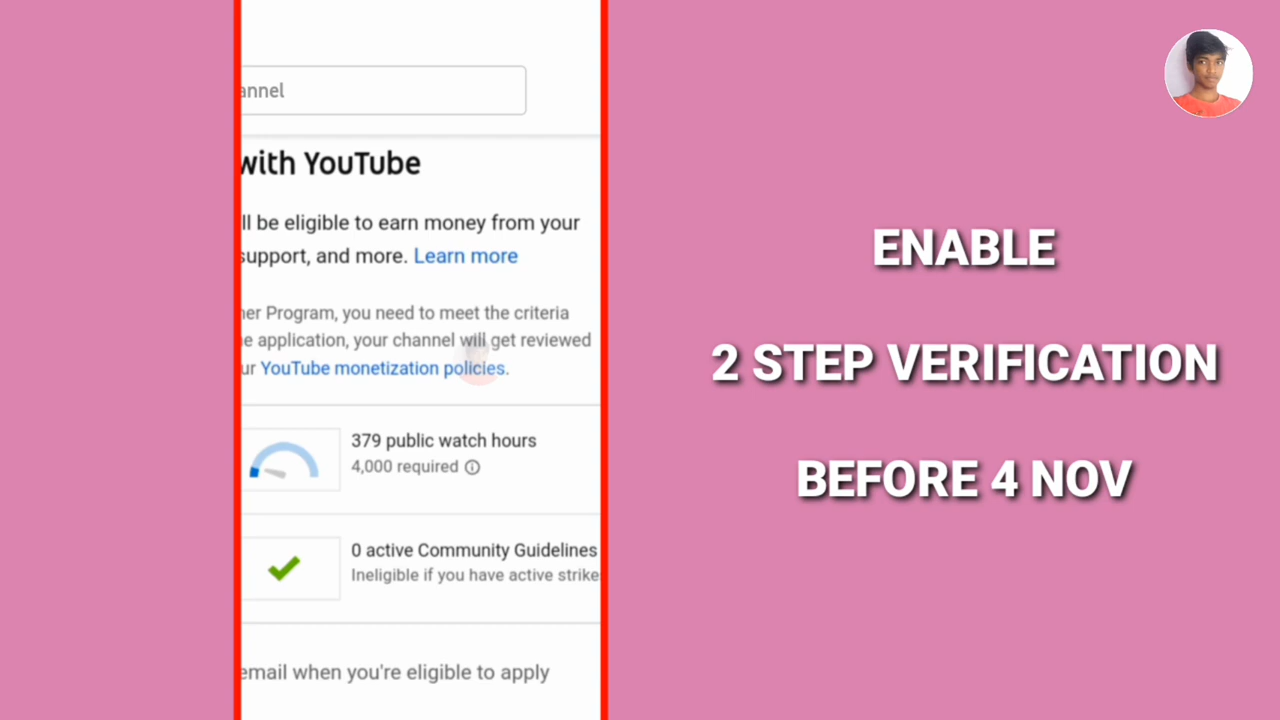 annel
with YouTube
ll be eligible to earn money from your
support, and more. Learn more
ner Program, you need to meet the criteria
e application, your channel will get reviewed
ur YouTube monetization policies.
379 public watch hours
4,000 required
0 active Community Guidelines
Ineligible if you have active strike
email when you're eligible to apply
ENABLE
2 STEP VERIFICATION
BEFORE 4 NOV